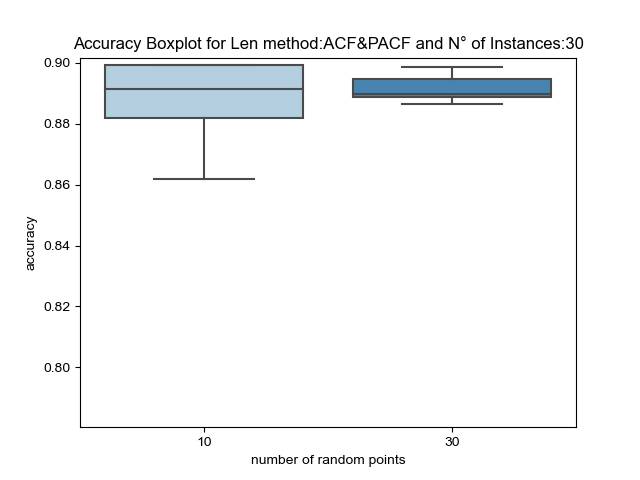 Accuracy Boxplot for Len method:ACF&PACF and N° of Instances:30
0.90
0.88
0.86
0.84
0.82
0.80
accuracy
10 30
number of random points